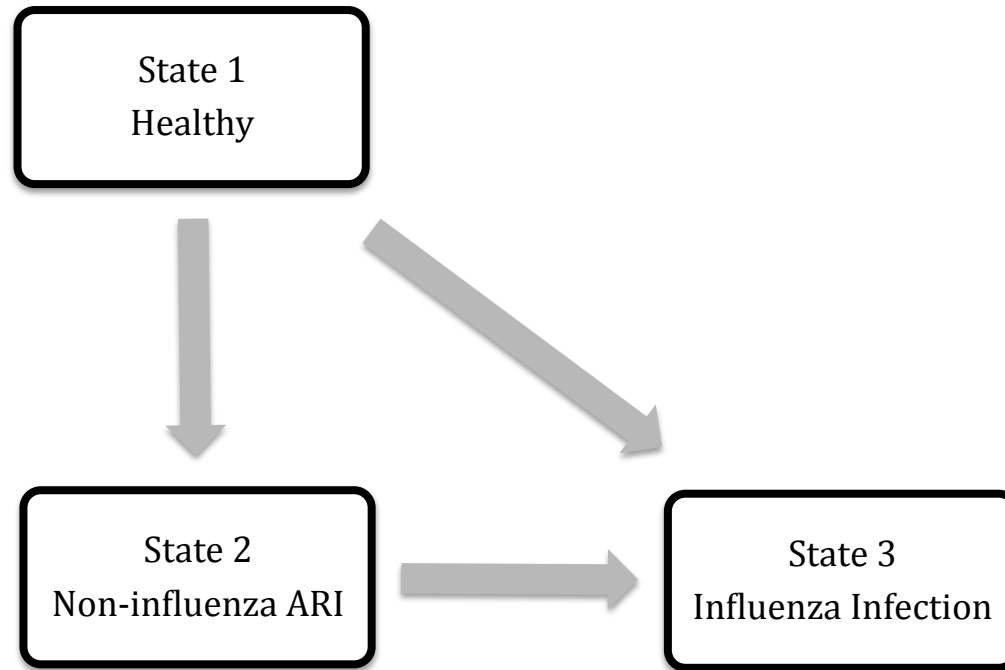 State 1
Healthy
State 2
Non-influenza ARI
State 3
Influenza Infection